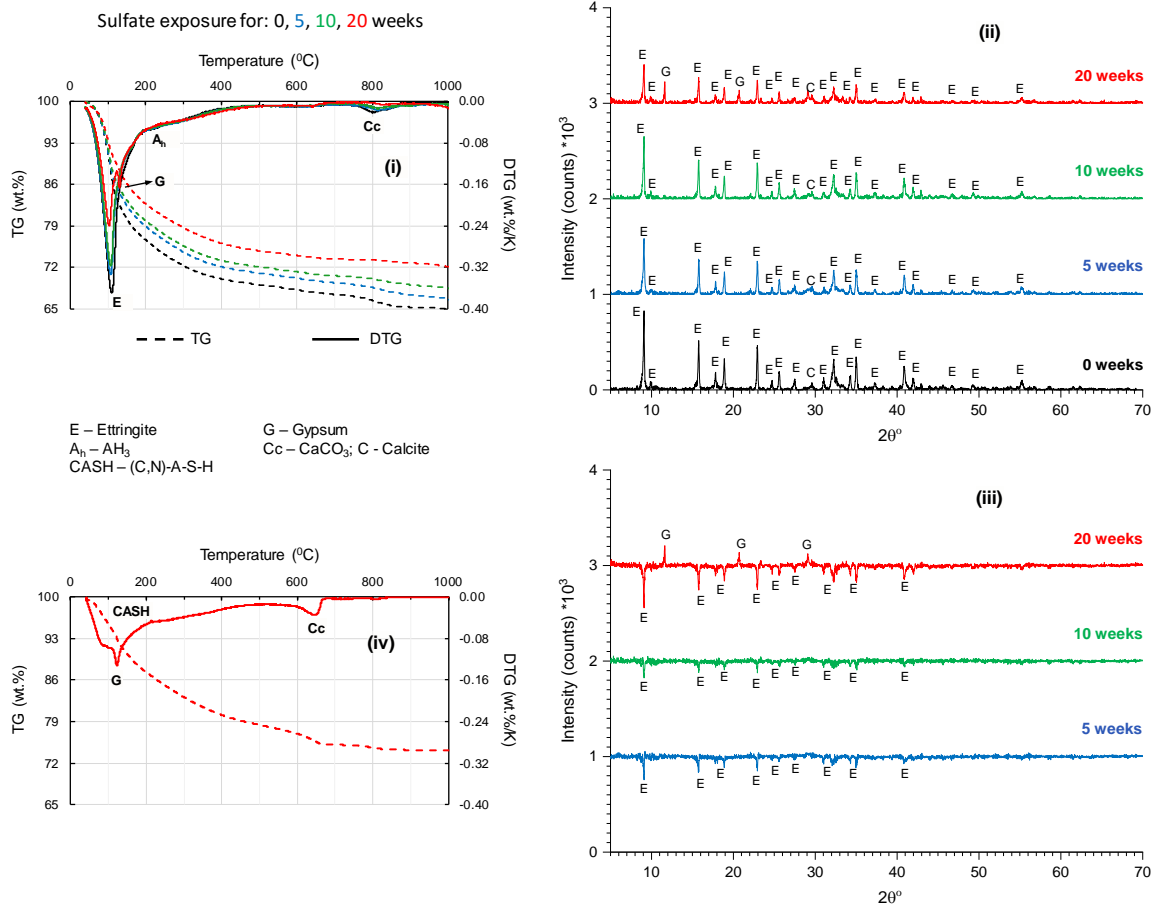 Sulfate exposure for: 0, 5, 10, 20 weeks
Temperature (⁰C)
0 200 400 600 800 1000
100 93 86 79 72 65
TG (wt.%)
0.00 -0.08 -0.16 -0.24 -0.32 -0.40
DTG (wt.%/K)
Cc
Aₕ
(i)
G
E
TG DTG
E – Ettringite
G – Gypsum
Aₕ – AH₃
Cc – CaCO₃; C - Calcite
CASH – (C,N)-A-S-H
Temperature (⁰C)
0 200 400 600 800 1000
100 93 86 79 72 65
TG (wt.%)
0.00 -0.08 -0.16 -0.24 -0.32 -0.40
DTG (wt.%/K)
CASH
Cc
(iv)
G
(ii)
4 3 2 1 0
Intensity (counts) *10³
20 weeks
E E G E E E G E E E E C E E E E E E E E E E
10 weeks
E E E E E E E E E C E E E E E E E E E E
5 weeks
E E E E E E E E E C E E E E E E E E E E
0 weeks
E E E E E E E E E C E E E E E E E E E E
10 20 30 40 50 60 70
2θº
(iii)
4 3 2 1 0
Intensity (counts) *10³
20 weeks
G G G
E E E E E E E E E E
10 weeks
E E E E E E E E E
5 weeks
E E E E E E E E E
10 20 30 40 50 60 70
2θº